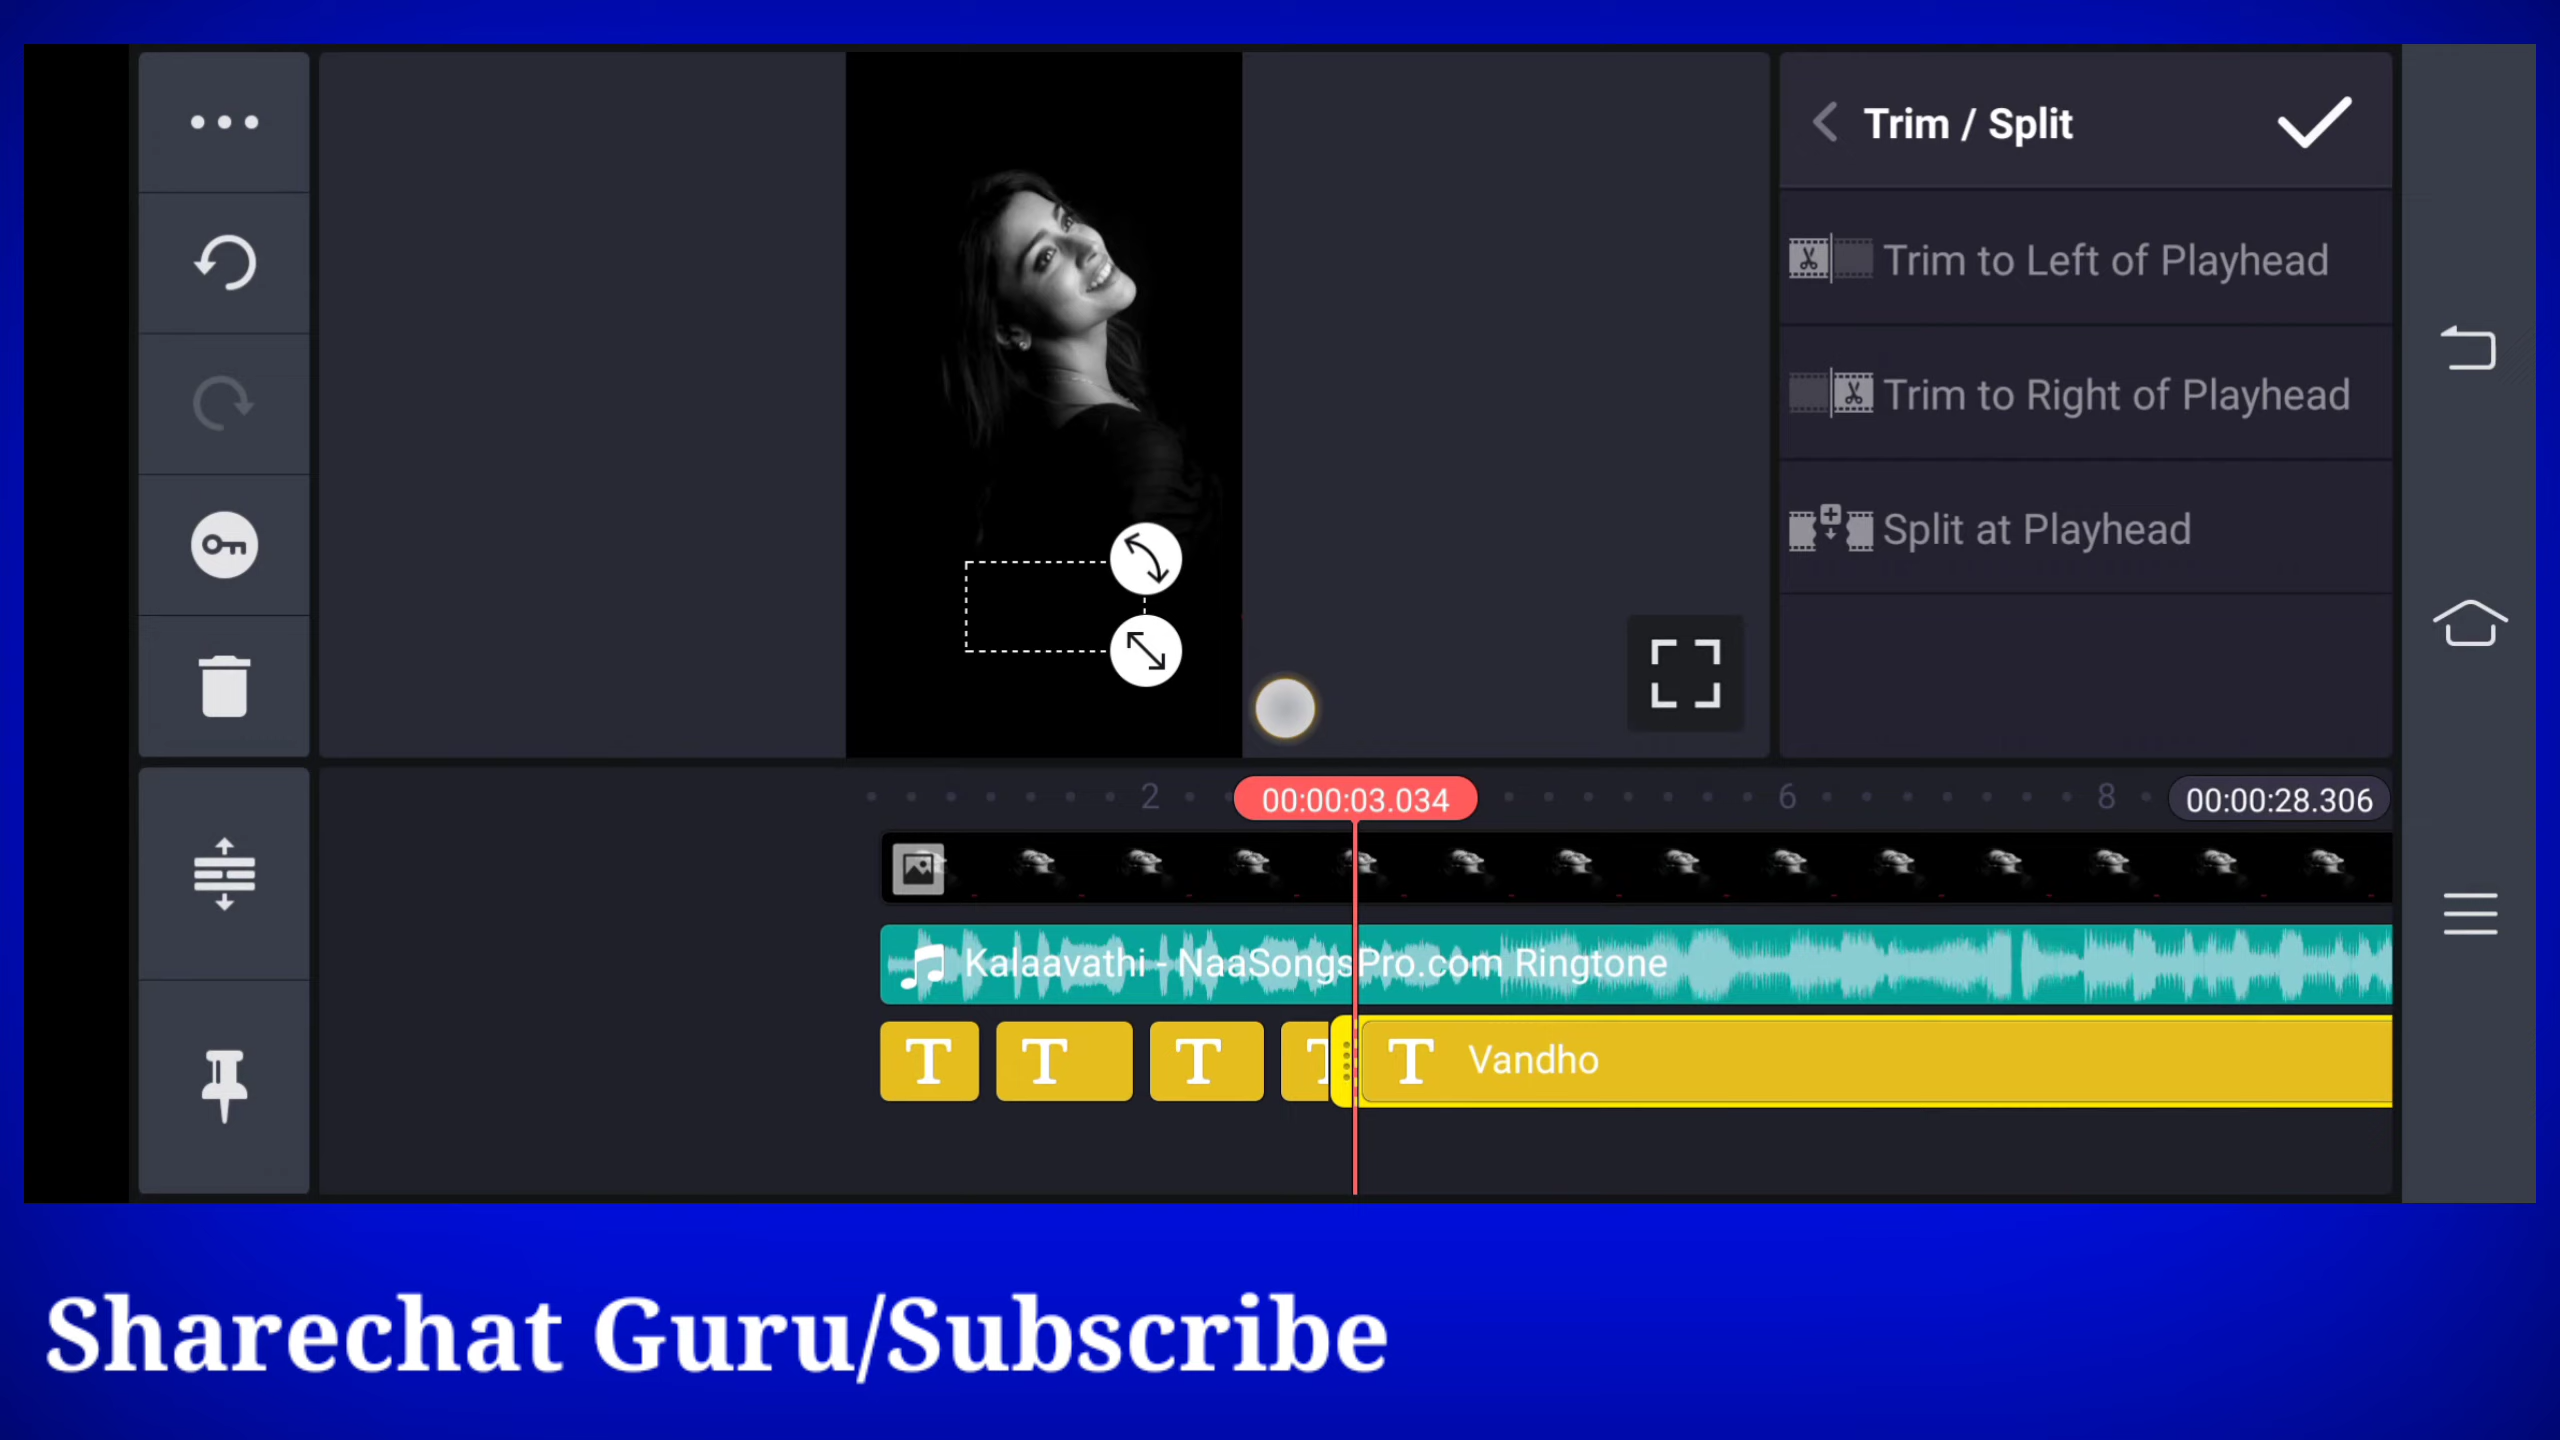 Trim / Split
Trim to Left of Playhead
Trim to Right of Playhead
Split at Playhead
2
00:00:03.034
6
8
00:00:28.306
Kalaavathi - NaaSongsPro.com Ringtone
T
T
T
T
T Vandho
Sharechat Guru/Subscribe